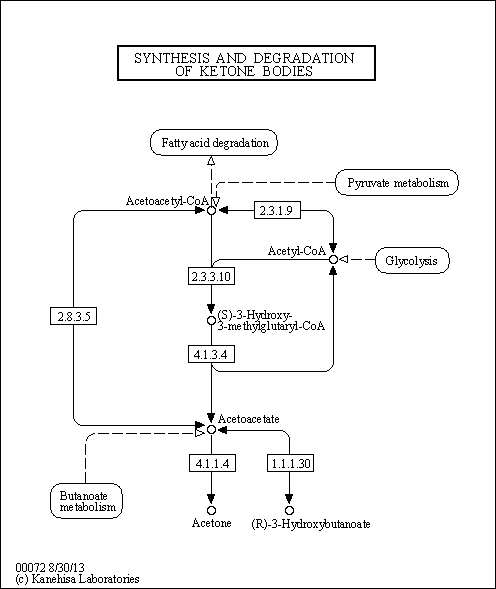 SYNTHESIS AND DEGRADATION
OF KETONE BODIES
Fatty acid degradation
Pyruvate metabolism
Acetoacetyl-CoA
2.3.1.9
Acetyl-CoA
Glycolysis
2.3.3.10
2.8.3.5
(S)-3-Hydroxy-
3-methylglutaryl-CoA
4.1.3.4
Acetoacetate
4.1.1.4
1.1.1.30
Butanoate
metabolism
Acetone
(R)-3-Hydroxybutanoate
00072 8/30/13
(c) Kanehisa Laboratories